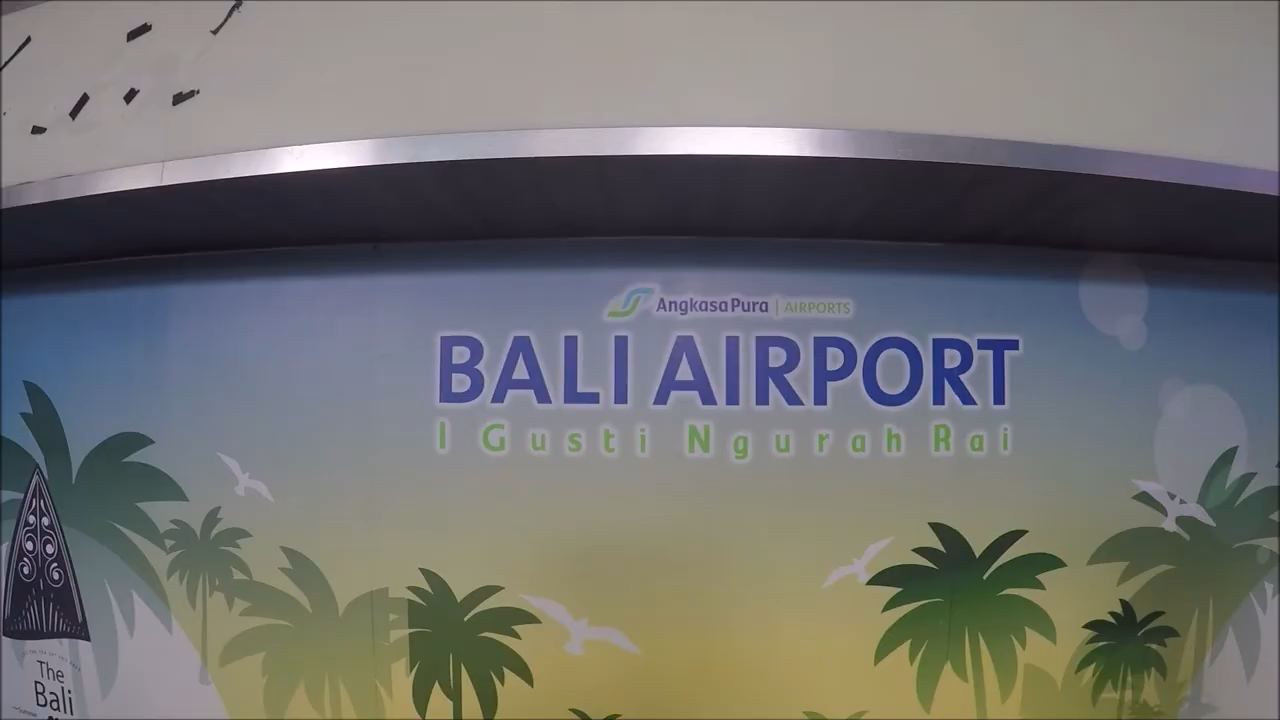 AngkasaPura | AIRPORTS
BALI AIRPORT
I Gusti Ngurah Rai
The
Bali